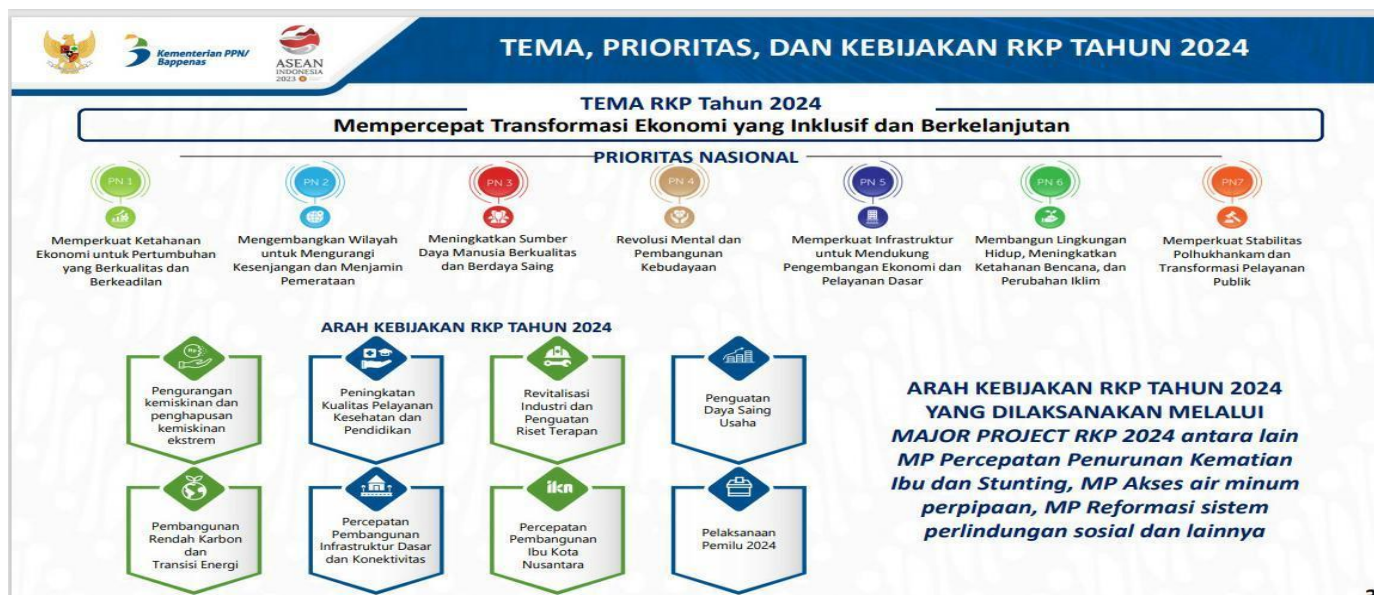 Kementerian PPN/
Bappenas
ASEAN
INDONESIA
2023
TEMA, PRIORITAS, DAN KEBIJAKAN RKP TAHUN 2024
TEMA RKP Tahun 2024
Mempercepat Transformasi Ekonomi yang Inklusif dan Berkelanjutan
PRIORITAS NASIONAL
PN 1
Memperkuat Ketahanan
Ekonomi untuk Pertumbuhan
yang Berkualitas dan
Berkeadilan
PN 2
Mengembangkan Wilayah
untuk Mengurangi
Kesenjangan dan Menjamin
Pemerataan
PN 3
Meningkatkan Sumber
Daya Manusia Berkualitas
dan Berdaya Saing
PN 4
Revolusi Mental dan
Pembangunan
Kebudayaan
PN 5
Memperkuat Infrastruktur
untuk Mendukung
Pengembangan Ekonomi dan
Pelayanan Dasar
PN 6
Membangun Lingkungan
Hidup, Meningkatkan
Ketahanan Bencana, dan
Perubahan Iklim
PN7
Memperkuat Stabilitas
Polhukhankam dan
Transformasi Pelayanan
Publik
ARAH KEBIJAKAN RKP TAHUN 2024
Pengurangan
kemiskinan dan
penghapusan
kemiskinan
ekstrem
Peningkatan
Kualitas Pelayanan
Kesehatan dan
Pendidikan
Revitalisasi
Industri dan
Penguatan
Riset Terapan
Penguatan
Daya Saing
Usaha
Pembangunan
Rendah Karbon
dan
Transisi Energi
Percepatan
Pembangunan
Infrastruktur Dasar
dan Konektivitas
ikn
Percepatan
Pembangunan
Ibu Kota
Nusantara
Pelaksanaan
Pemilu 2024
ARAH KEBIJAKAN RKP TAHUN 2024
YANG DILAKSANAKAN MELALUI
MAJOR PROJECT RKP 2024 antara lain
MP Percepatan Penurunan Kematian
Ibu dan Stunting, MP Akses air minum
perpipaan, MP Reformasi sistem
perlindungan sosial dan lainnya